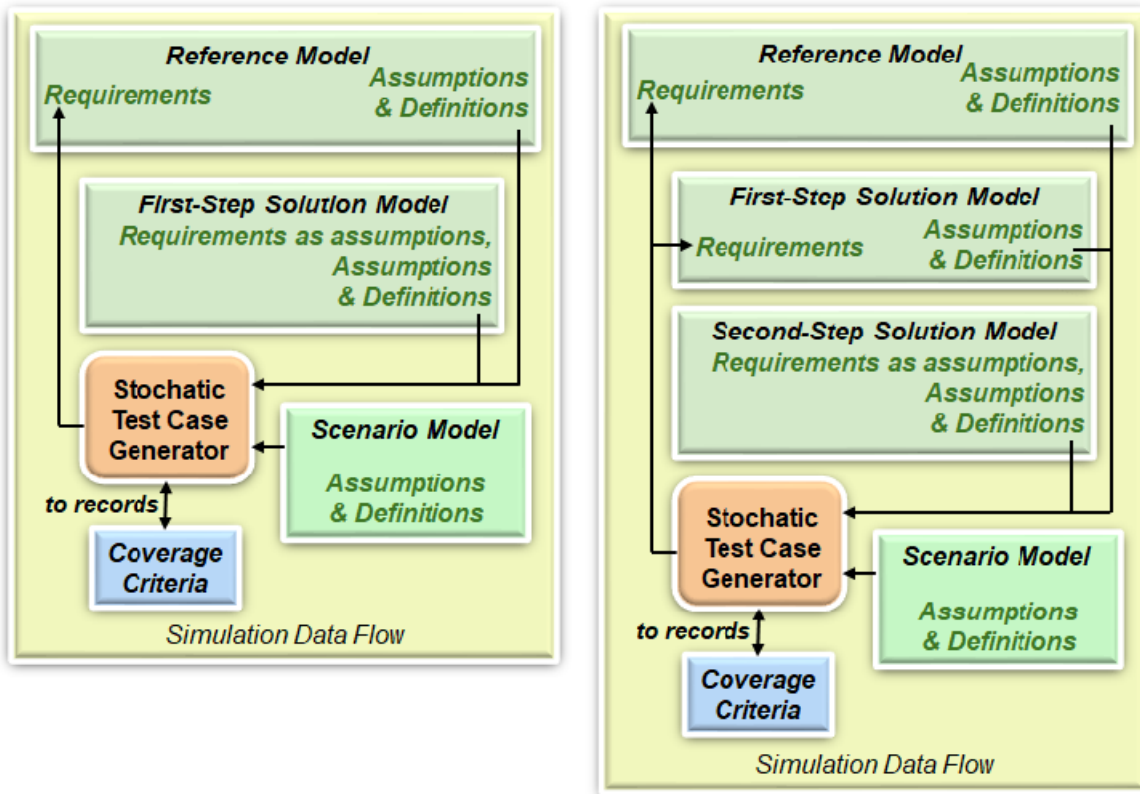 Reference Model
Requirements
Assumptions
& Definitions
First-Step Solution Model
Requirements as assumptions,
Assumptions
& Definitions
Stochatic
Test Case
Generator
Scenario Model
Assumptions
& Definitions
to records
Coverage
Criteria
Simulation Data Flow
Reference Model
Requirements
Assumptions
& Definitions
First-Step Solution Model
Requirements
Assumptions
& Definitions
Second-Step Solution Model
Requirements as assumptions,
Assumptions
& Definitions
Stochatic
Test Case
Generator
Scenario Model
Assumptions
& Definitions
to records
Coverage
Criteria
Simulation Data Flow